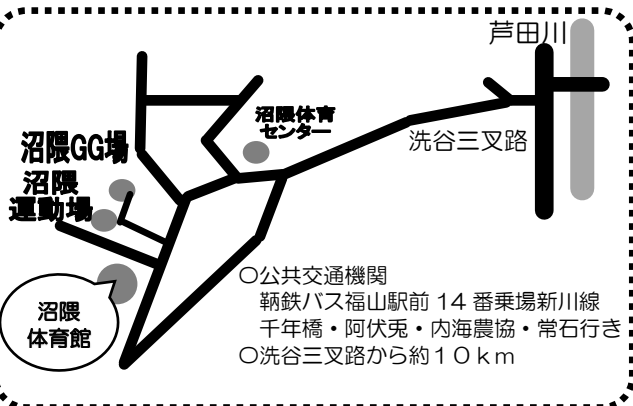 芦田川
沼隈体育
センター
洗谷三叉路
沼隈GG場
沼隈
運動場
沼隈
体育館
〇公共交通機関
鞆鉄バス福山駅前 14 番乗場新川線
千年橋・阿伏兎・内海農協・常石行き
〇洗谷三叉路から約１０ｋｍ